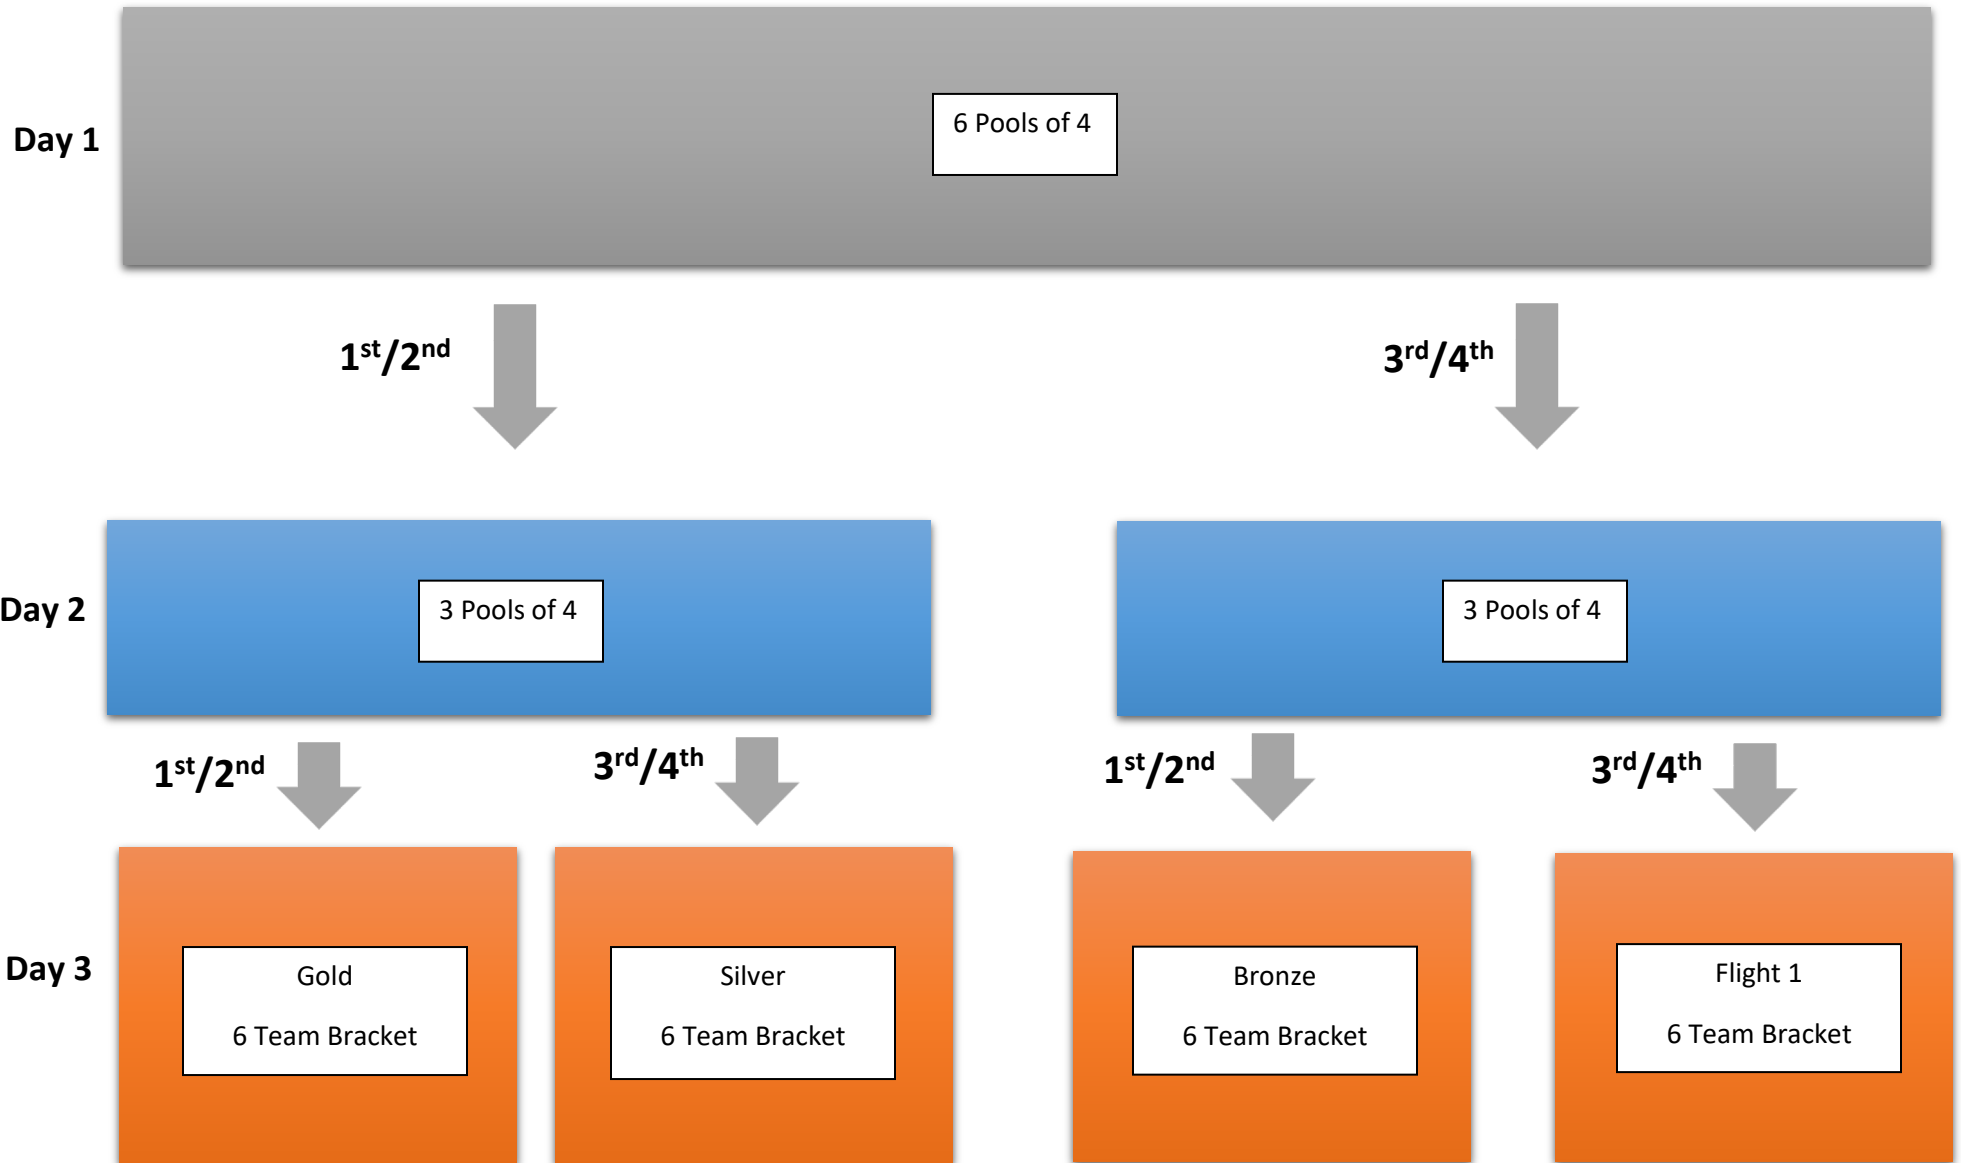 Day 1
6 Pools of 4
1st/2nd
3rd/4th
Day 2
3 Pools of 4
3 Pools of 4
1st/2nd
3rd/4th
1st/2nd
3rd/4th
Day 3
Gold
6 Team Bracket
Silver
6 Team Bracket
Bronze
6 Team Bracket
Flight 1
6 Team Bracket